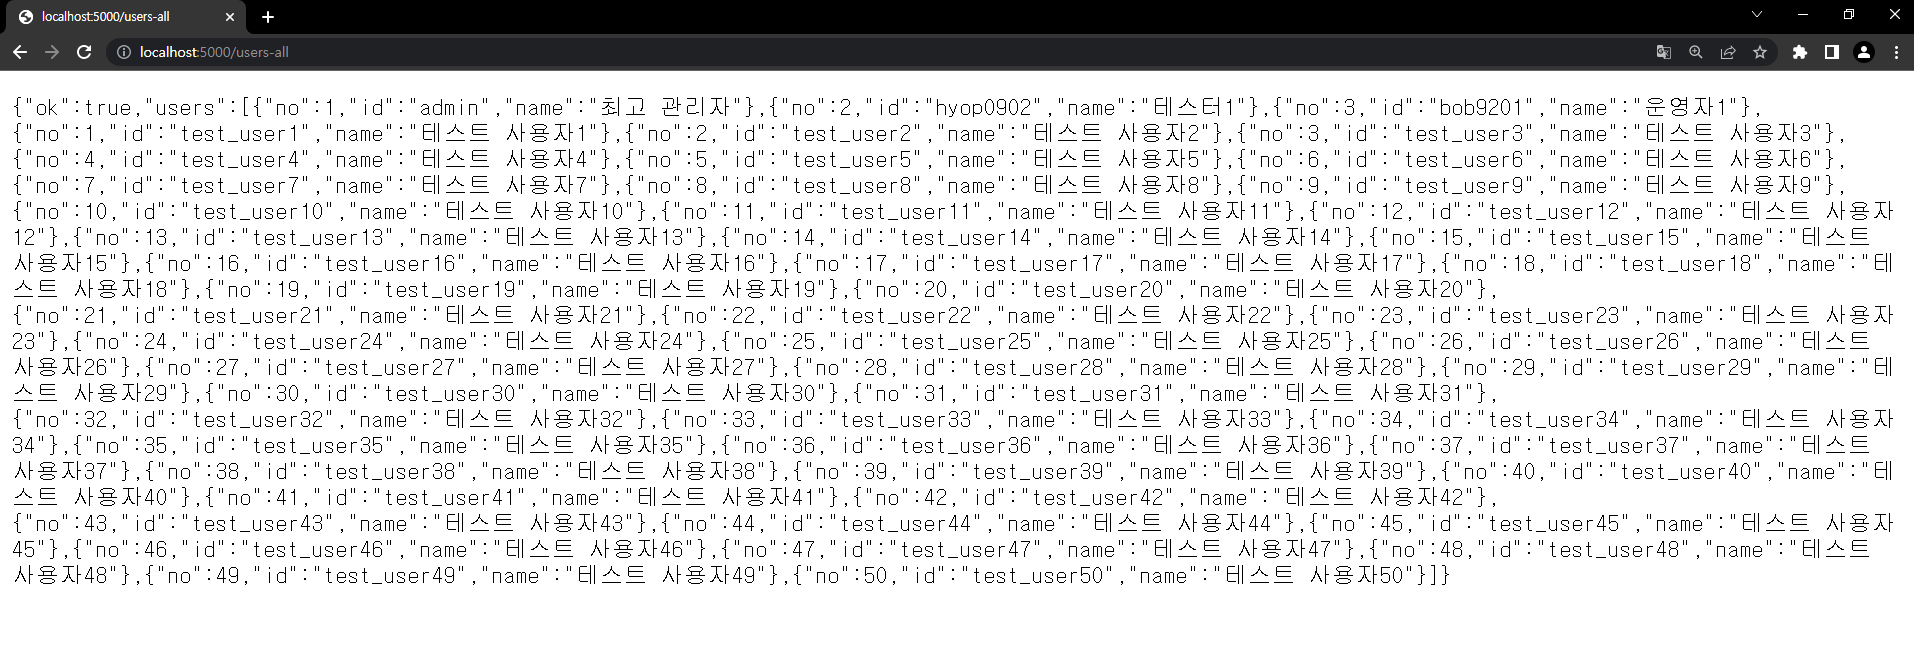 localhost:5000/users-all
localhost:5000/users-all
{"ok":true,"users":[{"no":1,"id":"admin","name":"최고 관리자"},{"no":2,"id":"hyop0902","name":"테스터1"},{"no":3,"id":"bob9201","name":"운영자1"},
{"no":1,"id":"test_user1","name":"테스트 사용자1"},{"no":2,"id":"test_user2","name":"테스트 사용자2"},{"no":3,"id":"test_user3","name":"테스트 사용자3"},
{"no":4,"id":"test_user4","name":"테스트 사용자4"},{"no":5,"id":"test_user5","name":"테스트 사용자5"},{"no":6,"id":"test_user6","name":"테스트 사용자6"},
{"no":7,"id":"test_user7","name":"테스트 사용자7"},{"no":8,"id":"test_user8","name":"테스트 사용자8"},{"no":9,"id":"test_user9","name":"테스트 사용자9"},
{"no":10,"id":"test_user10","name":"테스트 사용자10"},{"no":11,"id":"test_user11","name":"테스트 사용자11"},{"no":12,"id":"test_user12","name":"테스트 사용자
12"},{"no":13,"id":"test_user13","name":"테스트 사용자13"},{"no":14,"id":"test_user14","name":"테스트 사용자14"},{"no":15,"id":"test_user15","name":"테스트
사용자15"},{"no":16,"id":"test_user16","name":"테스트 사용자16"},{"no":17,"id":"test_user17","name":"테스트 사용자17"},{"no":18,"id":"test_user18","name":"테
스트 사용자18"},{"no":19,"id":"test_user19","name":"테스트 사용자19"},{"no":20,"id":"test_user20","name":"테스트 사용자20"},
{"no":21,"id":"test_user21","name":"테스트 사용자21"},{"no":22,"id":"test_user22","name":"테스트 사용자22"},{"no":23,"id":"test_user23","name":"테스트 사용자
23"},{"no":24,"id":"test_user24","name":"테스트 사용자24"},{"no":25,"id":"test_user25","name":"테스트 사용자25"},{"no":26,"id":"test_user26","name":"테스트
사용자26"},{"no":27,"id":"test_user27","name":"테스트 사용자27"},{"no":28,"id":"test_user28","name":"테스트 사용자28"},{"no":29,"id":"test_user29","name":"테
스트 사용자29"},{"no":30,"id":"test_user30","name":"테스트 사용자30"},{"no":31,"id":"test_user31","name":"테스트 사용자31"},
{"no":32,"id":"test_user32","name":"테스트 사용자32"},{"no":33,"id":"test_user33","name":"테스트 사용자33"},{"no":34,"id":"test_user34","name":"테스트 사용자
34"},{"no":35,"id":"test_user35","name":"테스트 사용자35"},{"no":36,"id":"test_user36","name":"테스트 사용자36"},{"no":37,"id":"test_user37","name":"테스트
사용자37"},{"no":38,"id":"test_user38","name":"테스트 사용자38"},{"no":39,"id":"test_user39","name":"테스트 사용자39"},{"no":40,"id":"test_user40","name":"테
스트 사용자40"},{"no":41,"id":"test_user41","name":"테스트 사용자41"},{"no":42,"id":"test_user42","name":"테스트 사용자42"},
{"no":43,"id":"test_user43","name":"테스트 사용자43"},{"no":44,"id":"test_user44","name":"테스트 사용자44"},{"no":45,"id":"test_user45","name":"테스트 사용자
45"},{"no":46,"id":"test_user46","name":"테스트 사용자46"},{"no":47,"id":"test_user47","name":"테스트 사용자47"},{"no":48,"id":"test_user48","name":"테스트
사용자48"},{"no":49,"id":"test_user49","name":"테스트 사용자49"},{"no":50,"id":"test_user50","name":"테스트 사용자50"}]}